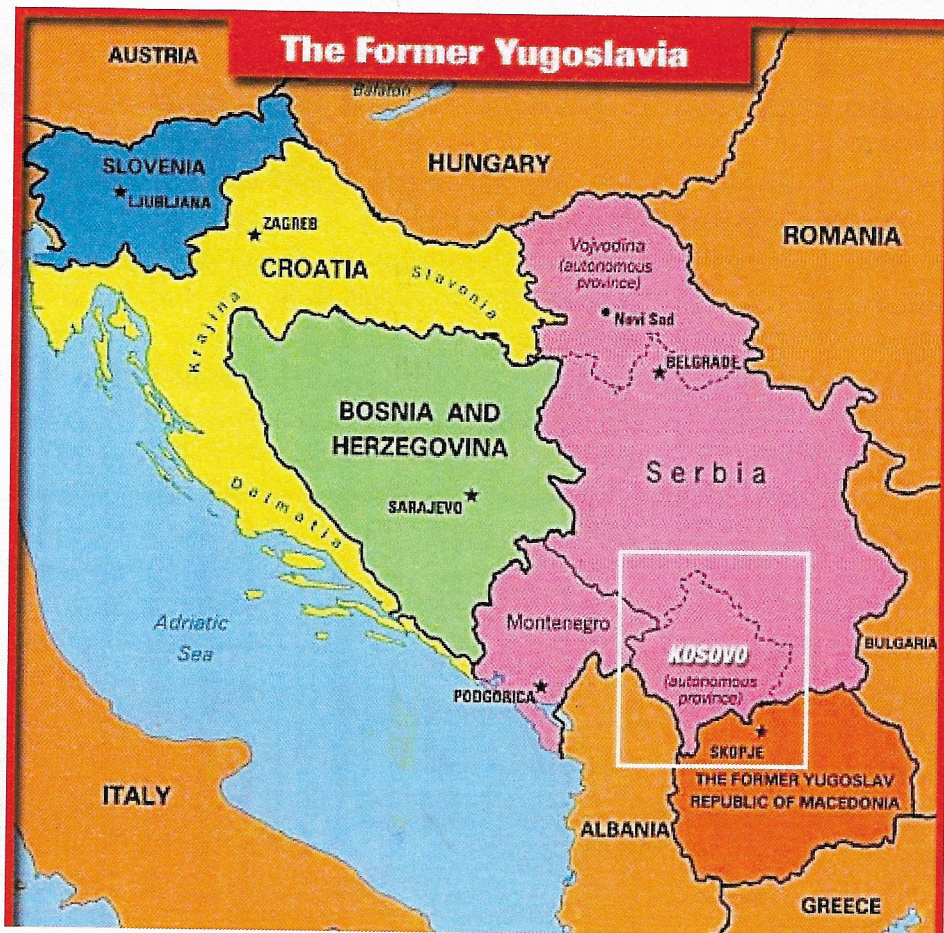 The Former Yugoslavia
AUSTRIA
Balaton
HUNGARY
SLOVENIA
LJUBLJANA
ZAGREB
CROATIA
Slavonia
Krajina
Vojvodina
(autonomous
province)
Novi Sad
ROMANIA
BELGRADE
BOSNIA AND
HERZEGOVINA
SARAJEVO
Serbia
Dalmatia
Adriatic
Sea
Montenegro
PODGORICA
KOSOVO
(autonomous
province)
BULGARIA
SKOPJE
THE FORMER YUGOSLAV
REPUBLIC OF MACEDONIA
ITALY
ALBANIA
GREECE